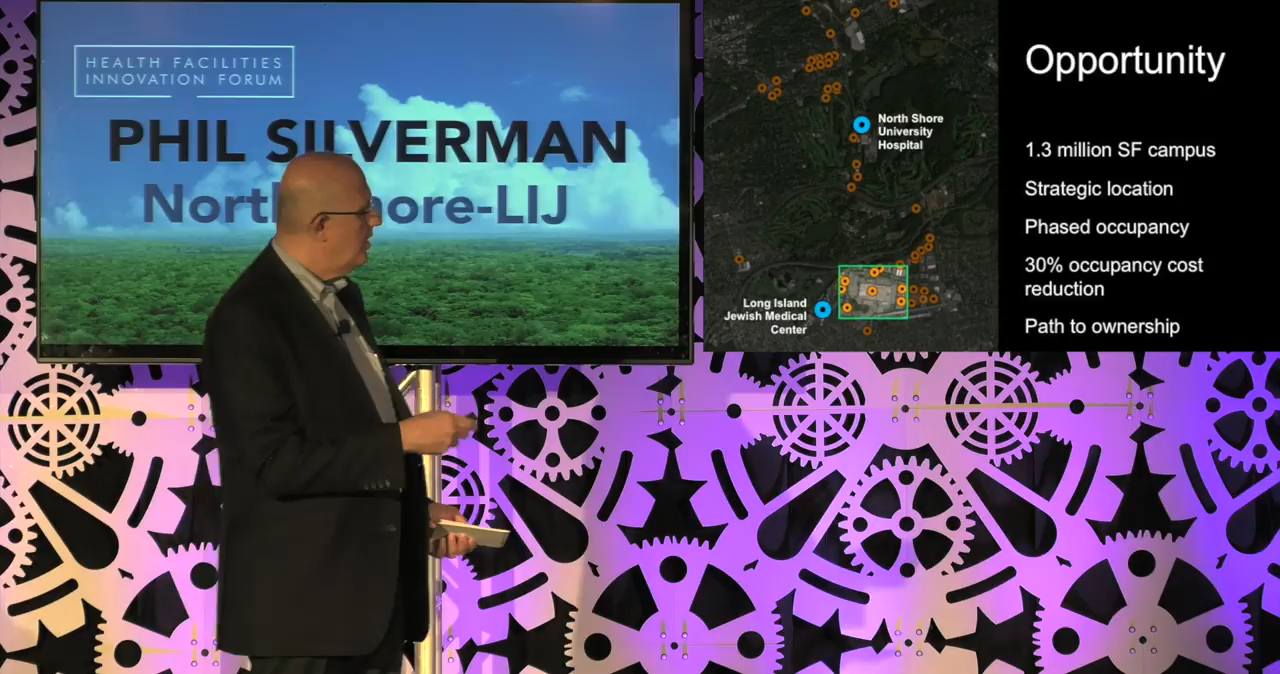 HEALTH FACILITIES
INNOVATION FORUM
PHIL SILVERMAN
North Shore-LIJ
Opportunity
1.3 million SF campus
Strategic location
Phased occupancy
30% occupancy cost
reduction
Path to ownership
North Shore
University
Hospital
Long Island
Jewish Medical
Center